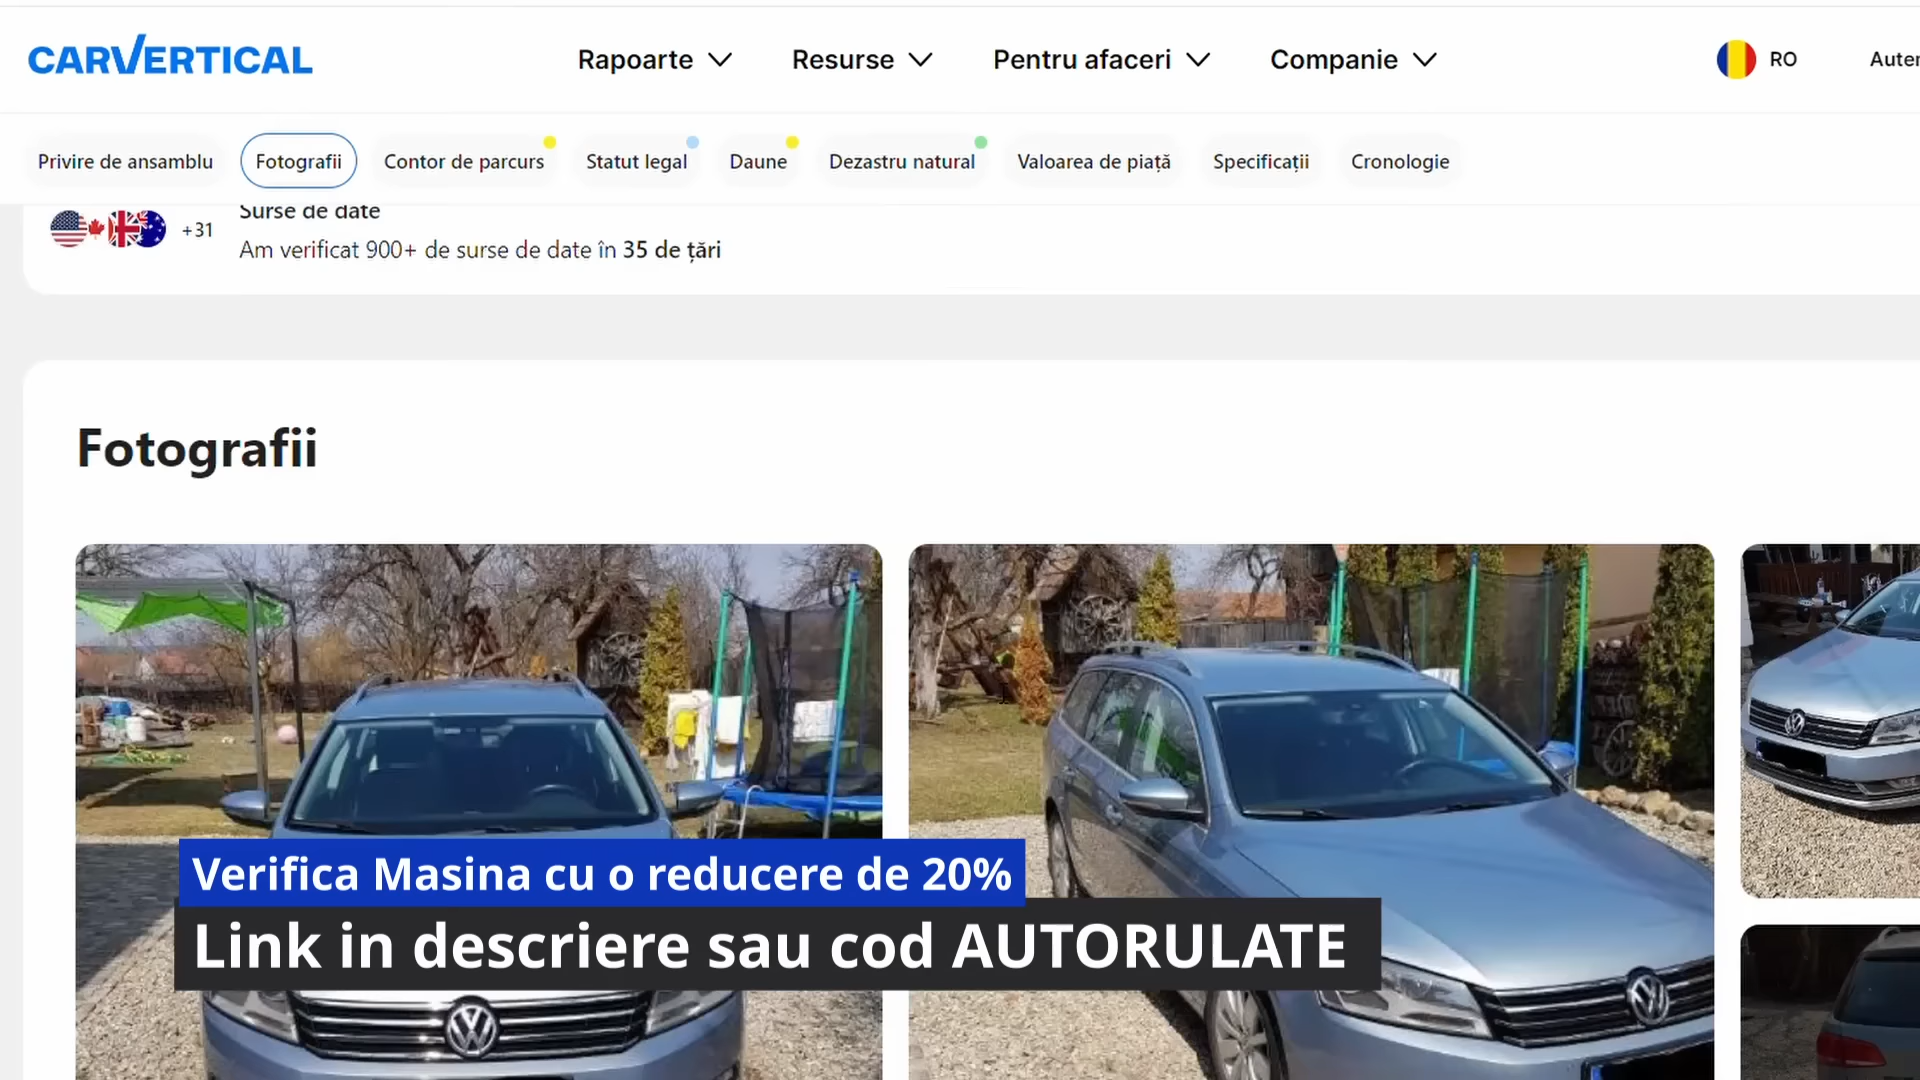 CARVERTICAL
Rapoarte Resurse Pentru afaceri Companie RO
Privire de ansamblu Fotografii Contor de parcurs Statut legal Daune Dezastru natural Valoarea de piață Specificații Cronologie
+31
Surse de date
Am verificat 900+ de surse de date în 35 de țări
Fotografii
Verifica Masina cu o reducere de 20%
Link in descriere sau cod AUTORULATE